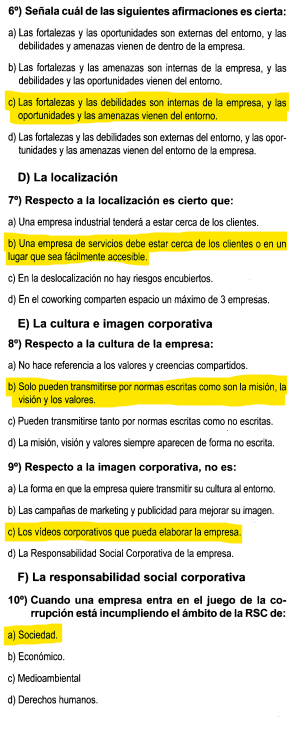 6º) Señala cuál de las siguientes afirmaciones es cierta:
a) Las fortalezas y las oportunidades son externas del entorno, y las
debilidades y amenazas vienen de dentro de la empresa.
b) Las fortalezas y las amenazas son internas de la empresa, y las
debilidades y oportunidades vienen del entorno.
c) Las fortalezas y las debilidades son internas de la empresa, y las
oportunidades y las amenazas vienen del entorno.
d) Las fortalezas y las debilidades son externas del entorno, y las opor-
tunidades y las amenazas vienen del entorno de la empresa.
D) La localización
7º) Respecto a la localización es cierto que:
a) Una empresa industrial tenderá a estar cerca de los clientes.
b) Una empresa de servicios debe estar cerca de los clientes o en un
lugar que sea fácilmente accesible.
c) En la deslocalización no hay riesgos encubiertos.
d) En el coworking comparten espacio un máximo de 3 empresas.
E) La cultura e imagen corporativa
8º) Respecto a la cultura de la empresa:
a) No hace referencia a los valores y creencias compartidos.
b) Solo pueden transmitirse por normas escritas como son la misión, la
visión y los valores.
c) Pueden transmitirse tanto por normas escritas como no escritas.
d) La misión, visión y valores siempre aparecen de forma no escrita.
9º) Respecto a la imagen corporativa, no es:
a) La forma en que la empresa quiere transmitir su cultura al entorno.
b) Las campañas de marketing y publicidad para mejorar su imagen.
c) Los vídeos corporativos que pueda elaborar la empresa.
d) La Responsabilidad Social Corporativa de la empresa.
F) La responsabilidad social corporativa
10º) Cuando una empresa entra en el juego de la co-
rrupción está incumpliendo el ámbito de la RSC de:
a) Sociedad.
b) Económico.
c) Medioambiental
d) Derechos humanos.